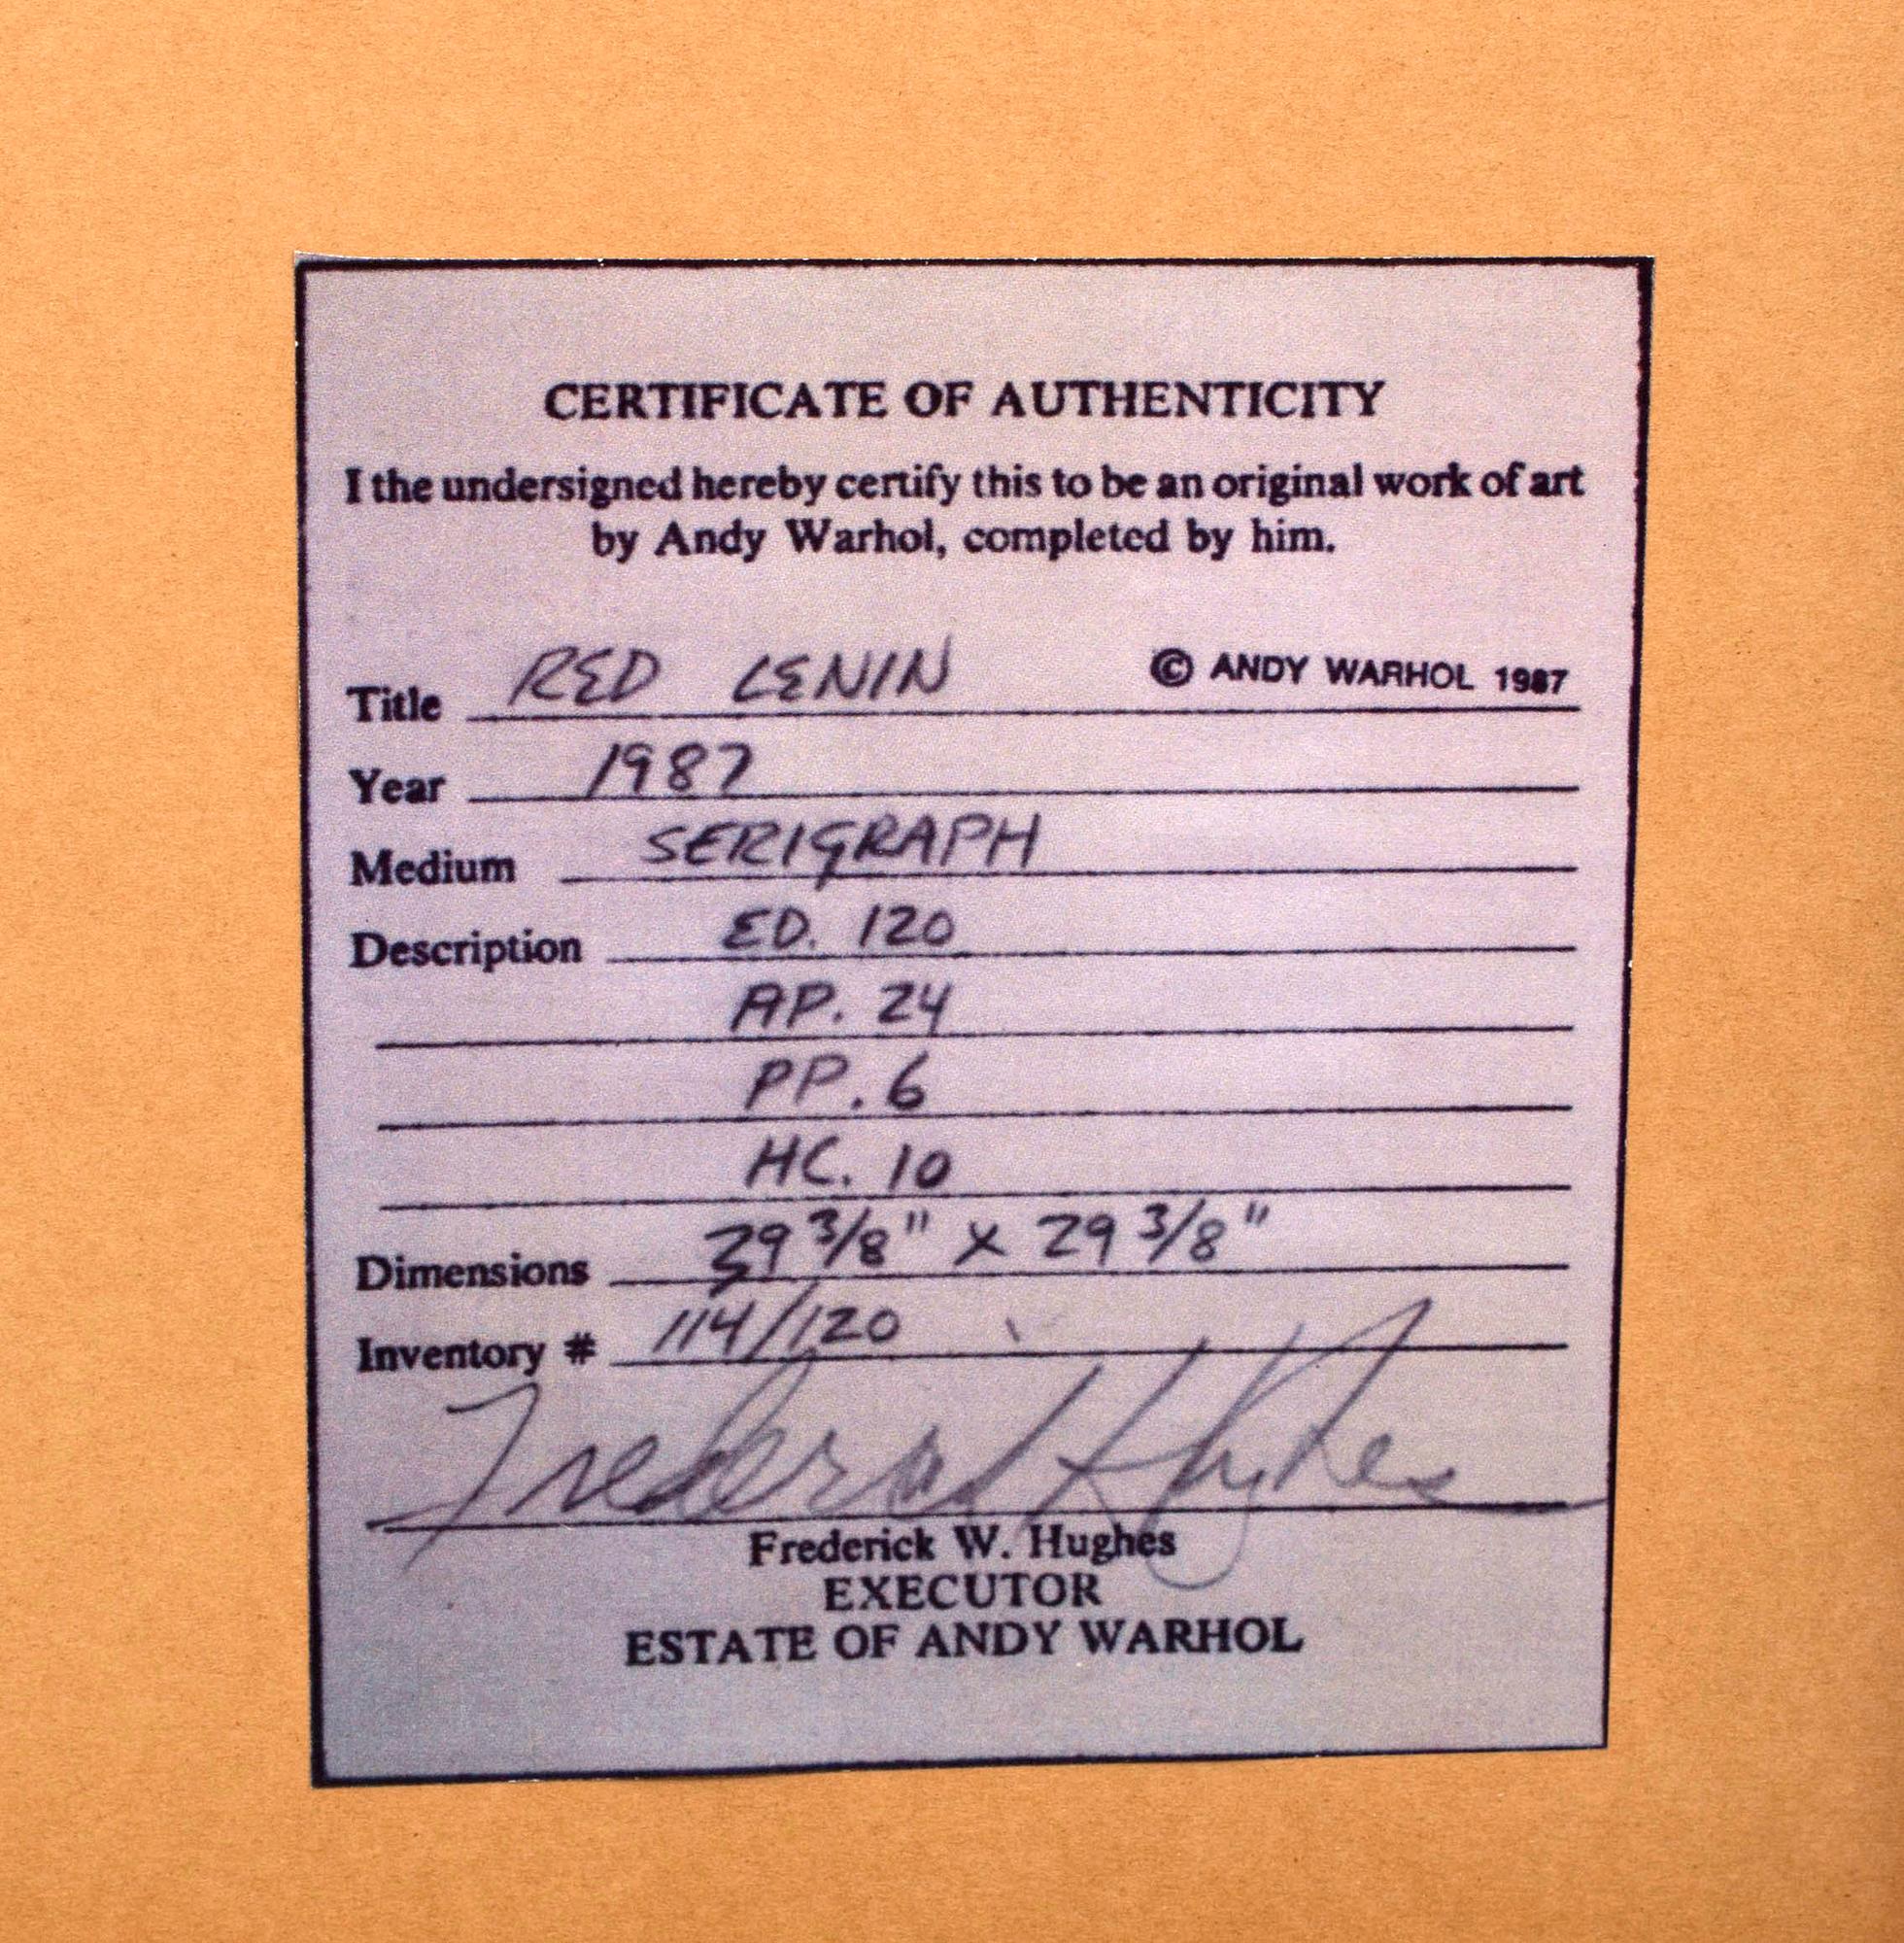 CERTIFICATE OF AUTHENTICITY
I the undersigned hereby certify this to be an original work of art
by Andy Warhol, completed by him.
Title RED LENIN © ANDY WARHOL 1987
Year 1987
Medium SERIGRAPH
Description ED. 120
AP. 24
PP. 6
HC. 10
Dimensions 39 3/8" x 29 3/8"
Inventory # 114/120
Frederick Hughes
Frederick W. Hughes
EXECUTOR
ESTATE OF ANDY WARHOL